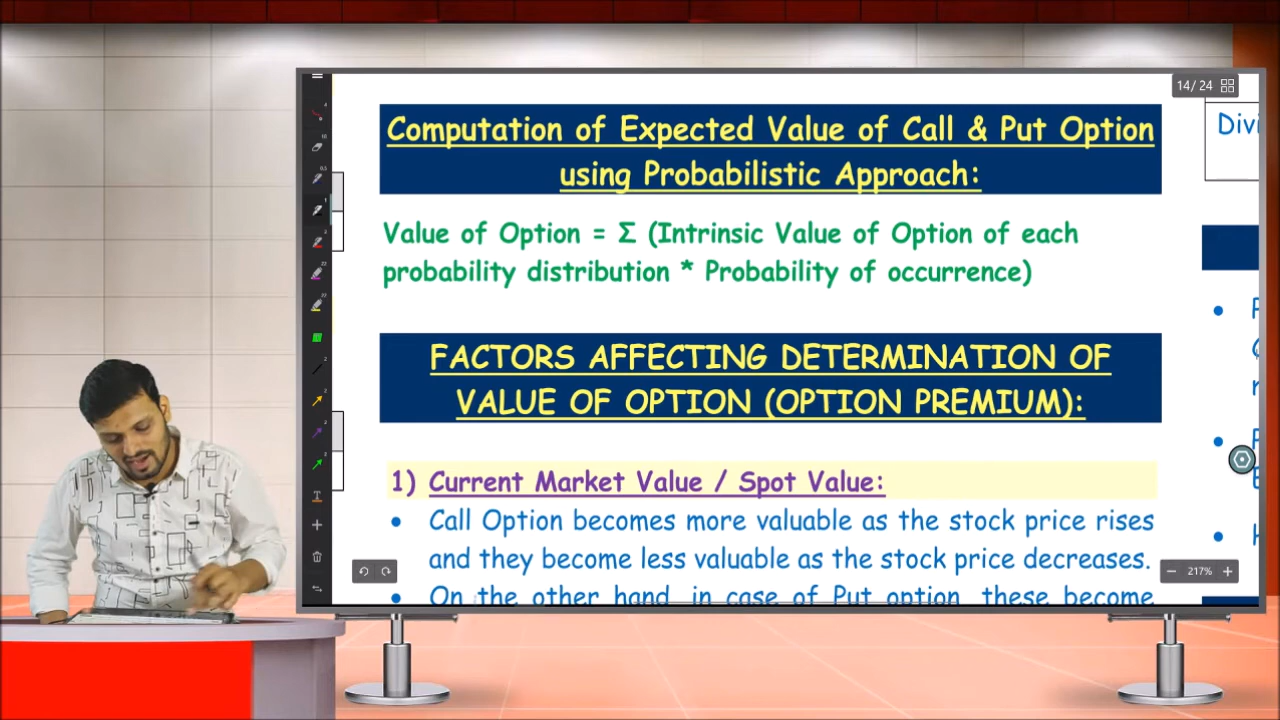 14/ 24
Computation of Expected Value of Call & Put Option
using Probabilistic Approach:
Value of Option = Σ (Intrinsic Value of Option of each
probability distribution * Probability of occurrence)
FACTORS AFFECTING DETERMINATION OF
VALUE OF OPTION (OPTION PREMIUM):
1) Current Market Value / Spot Value:
• Call Option becomes more valuable as the stock price rises
and they become less valuable as the stock price decreases.
• On the other hand in case of Put option these become
217%